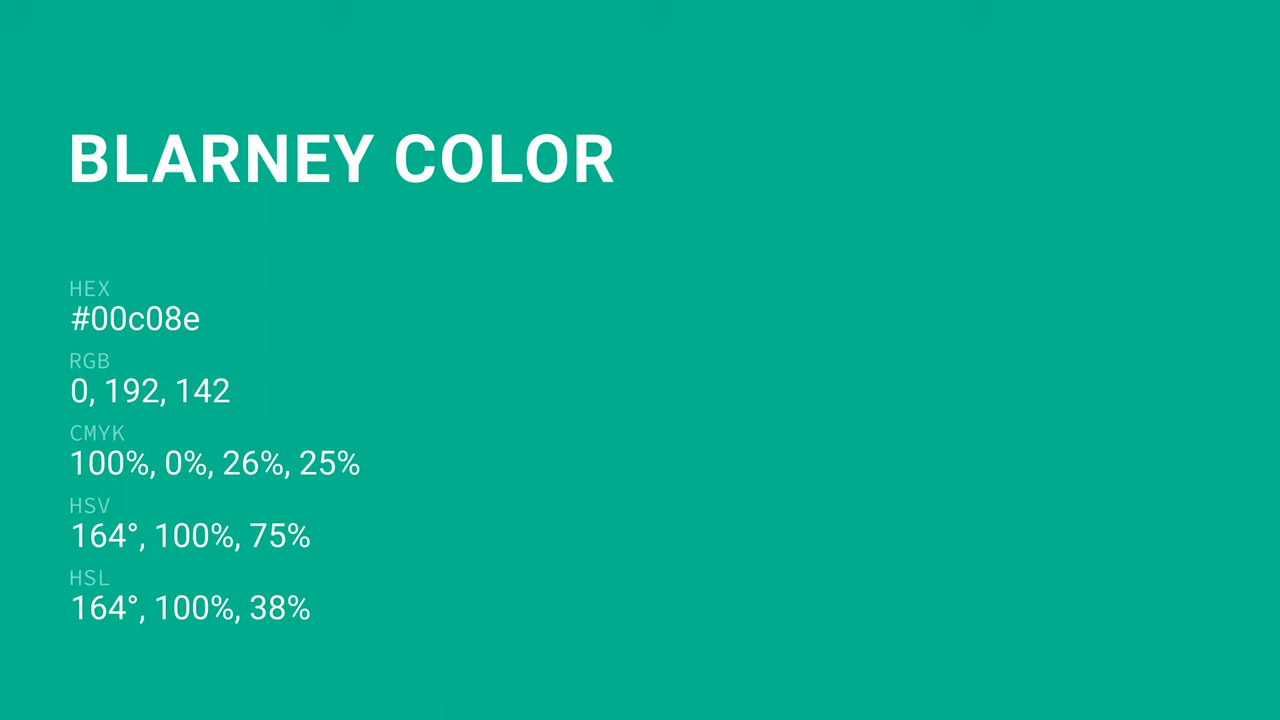 BLARNEY COLOR
HEX
#00c08e
RGB
0, 192, 142
CMYK
100%, 0%, 26%, 25%
HSV
164°, 100%, 75%
HSL
164°, 100%, 38%